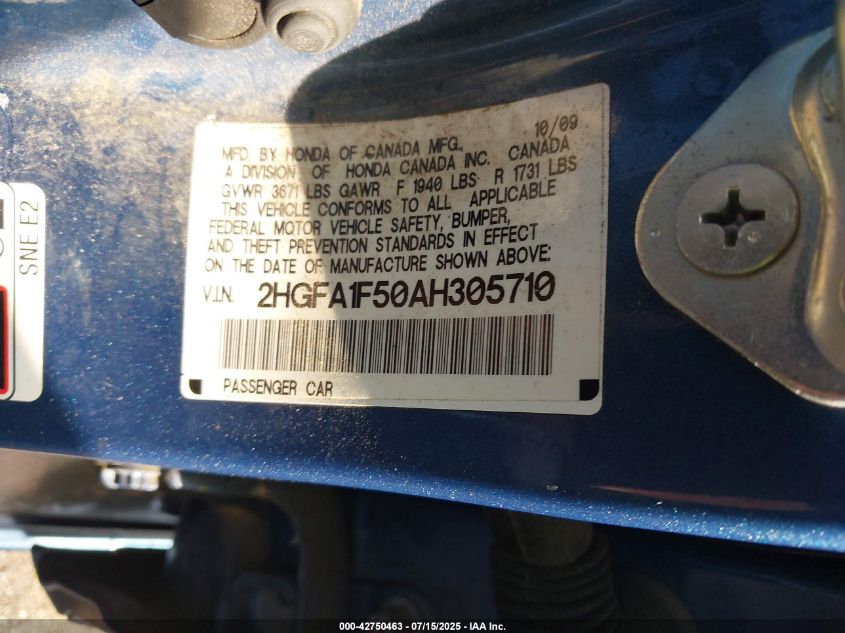 10/09
MFD. BY HONDA OF CANADA MFG.,
A DIVISION OF HONDA CANADA INC. CANADA
GVWR 3671 LBS GAWR F 1940 LBS R 1731 LBS
THIS VEHICLE CONFORMS TO ALL APPLICABLE
FEDERAL MOTOR VEHICLE SAFETY, BUMPER,
AND THEFT PREVENTION STANDARDS IN EFFECT
ON THE DATE OF MANUFACTURE SHOWN ABOVE:
V.I.N. 2HGFA1F50AH305710
PASSENGER CAR
SNE E2
000-42750463 - 07/15/2025 - IAA Inc.